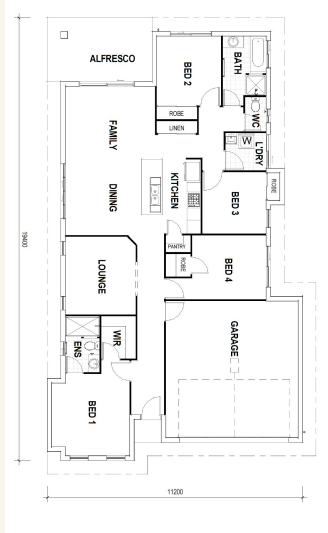 ALFRESCO
BED 2
BATH
ROBE
LINEN
WC
W
L'DRY
FAMILY
DINING
KITCHEN
BED 3
ROBE
PANTRY
ROBE
BED 4
LOUNGE
19400
WIR
ENS
GARAGE
BED 1
11200